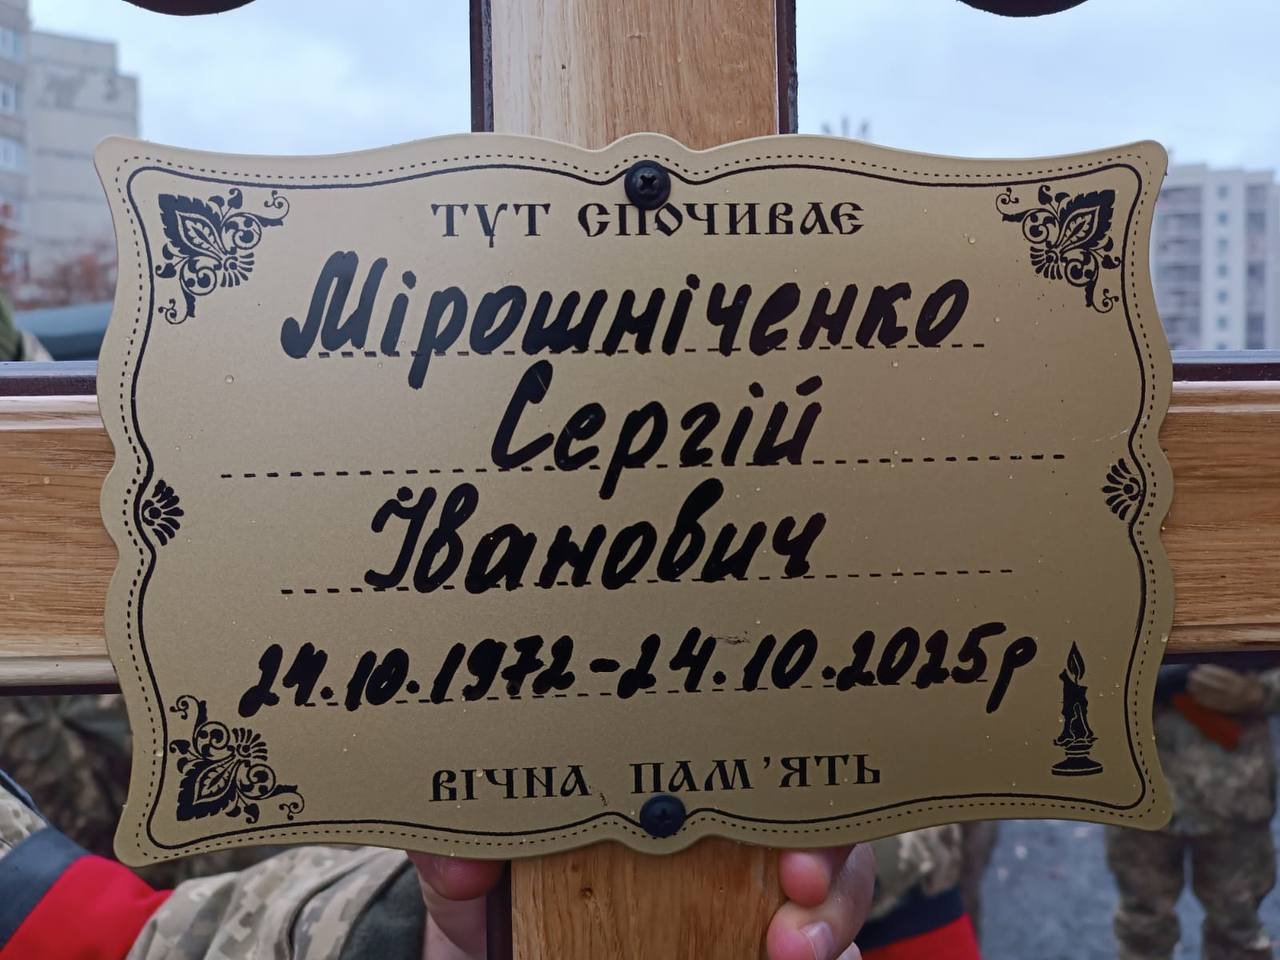 ТУТ СПОЧИВАЄ
Мірошніченко
Сергій
Іванович
24.10.1972-24.10.2025р
ВІЧНА ПАМ'ЯТЬ